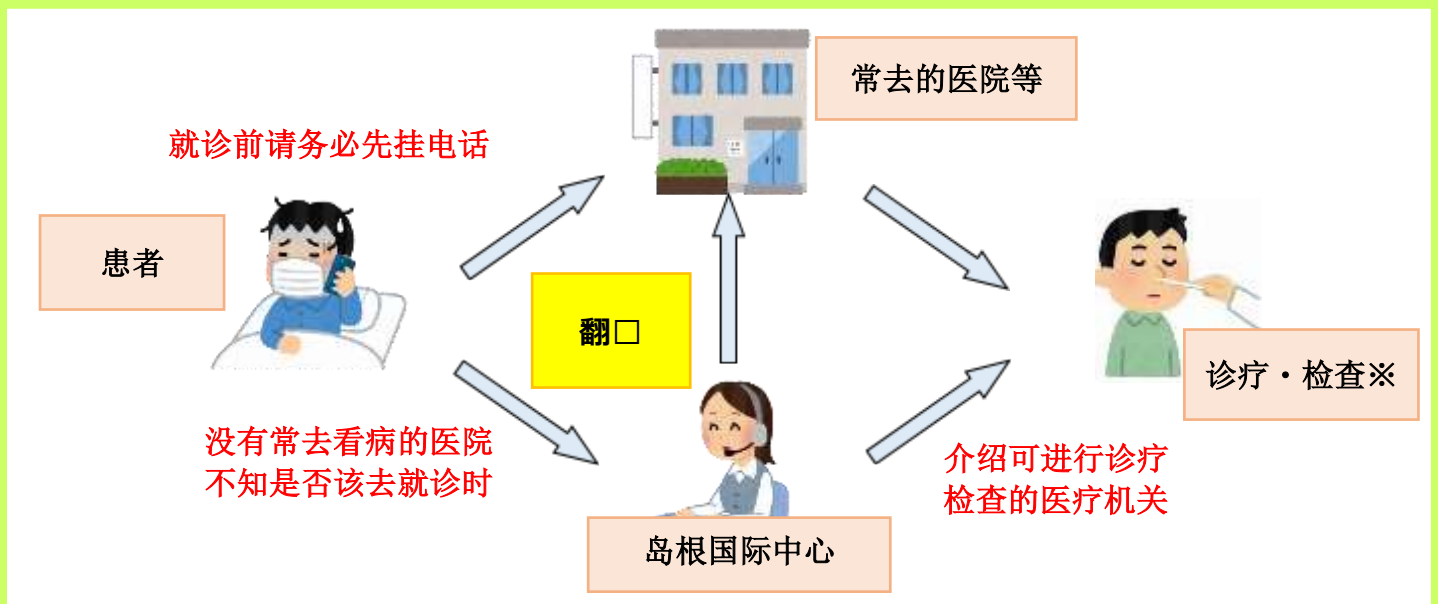 常去的医院等
就诊前请务必先挂电话
患者
翻□
诊疗・检查※
没有常去看病的医院
不知是否该去就诊时
介绍可进行诊疗
检查的医疗机关
岛根国际中心